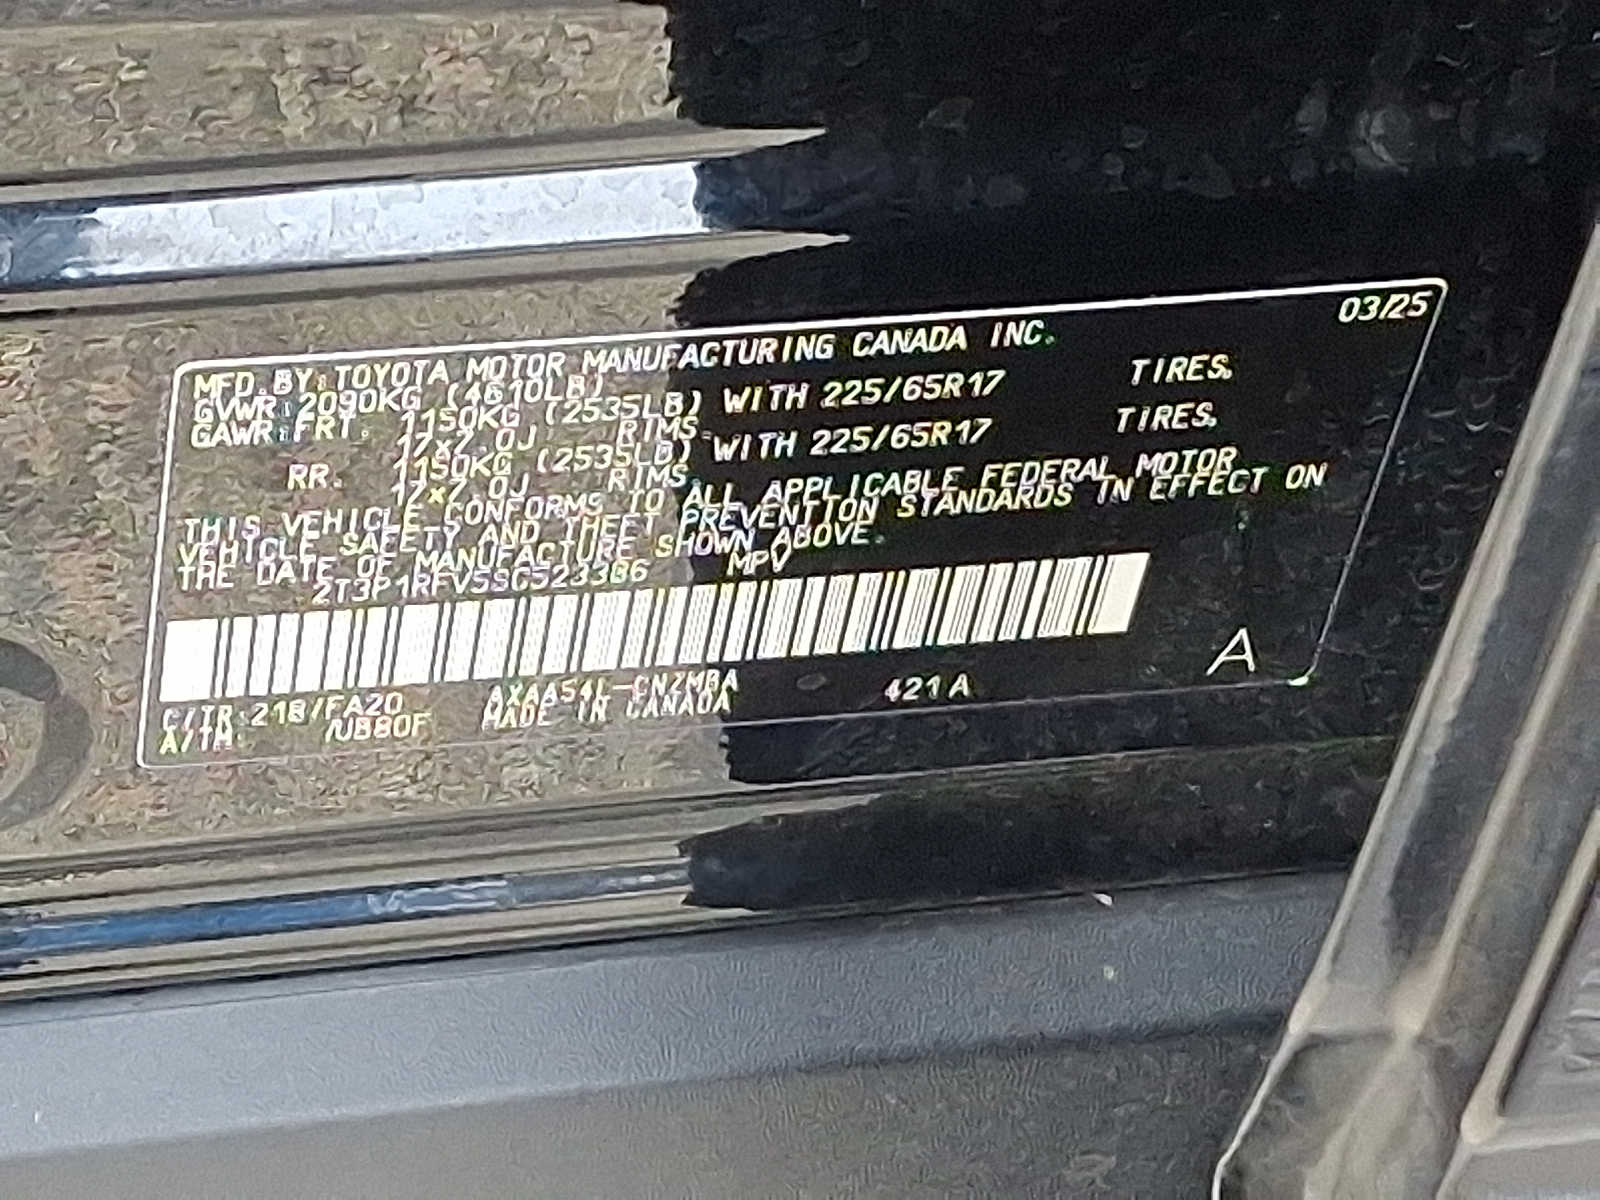 03/25
MFD.BY:TOYOTA MOTOR MANUFACTURING CANADA INC.
GVWR:2090KG (4610LB)
GAWR:FRT. 1150KG (2535LB) WITH 225/65R17 TIRES,
17x7.0J RIMS.
RR. 1150KG (2535LB) WITH 225/65R17 TIRES,
17x7.0J RIMS.
THIS VEHICLE CONFORMS TO ALL APPLICABLE FEDERAL MOTOR
VEHICLE SAFETY AND THEFT PREVENTION STANDARDS IN EFFECT ON
THE DATE OF MANUFACTURE SHOWN ABOVE.
MPV
C/TR:218/FA20 421A
A/TM: /UB80F MADE IN CANADA
A